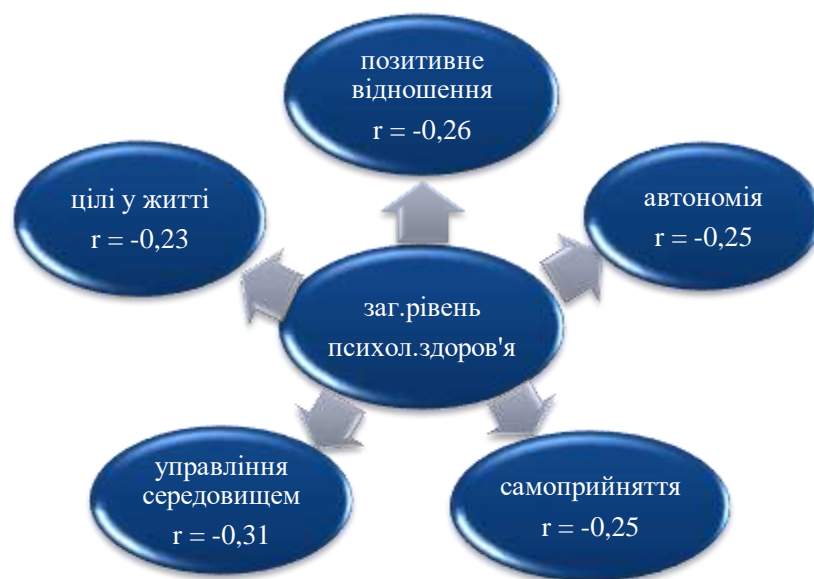 позитивне
відношення
r = -0,26
цілі у житті
r = -0,23
автономія
r = -0,25
заг.рівень
психол.здоров'я
управління
середовищем
r = -0,31
самоприйняття
r = -0,25